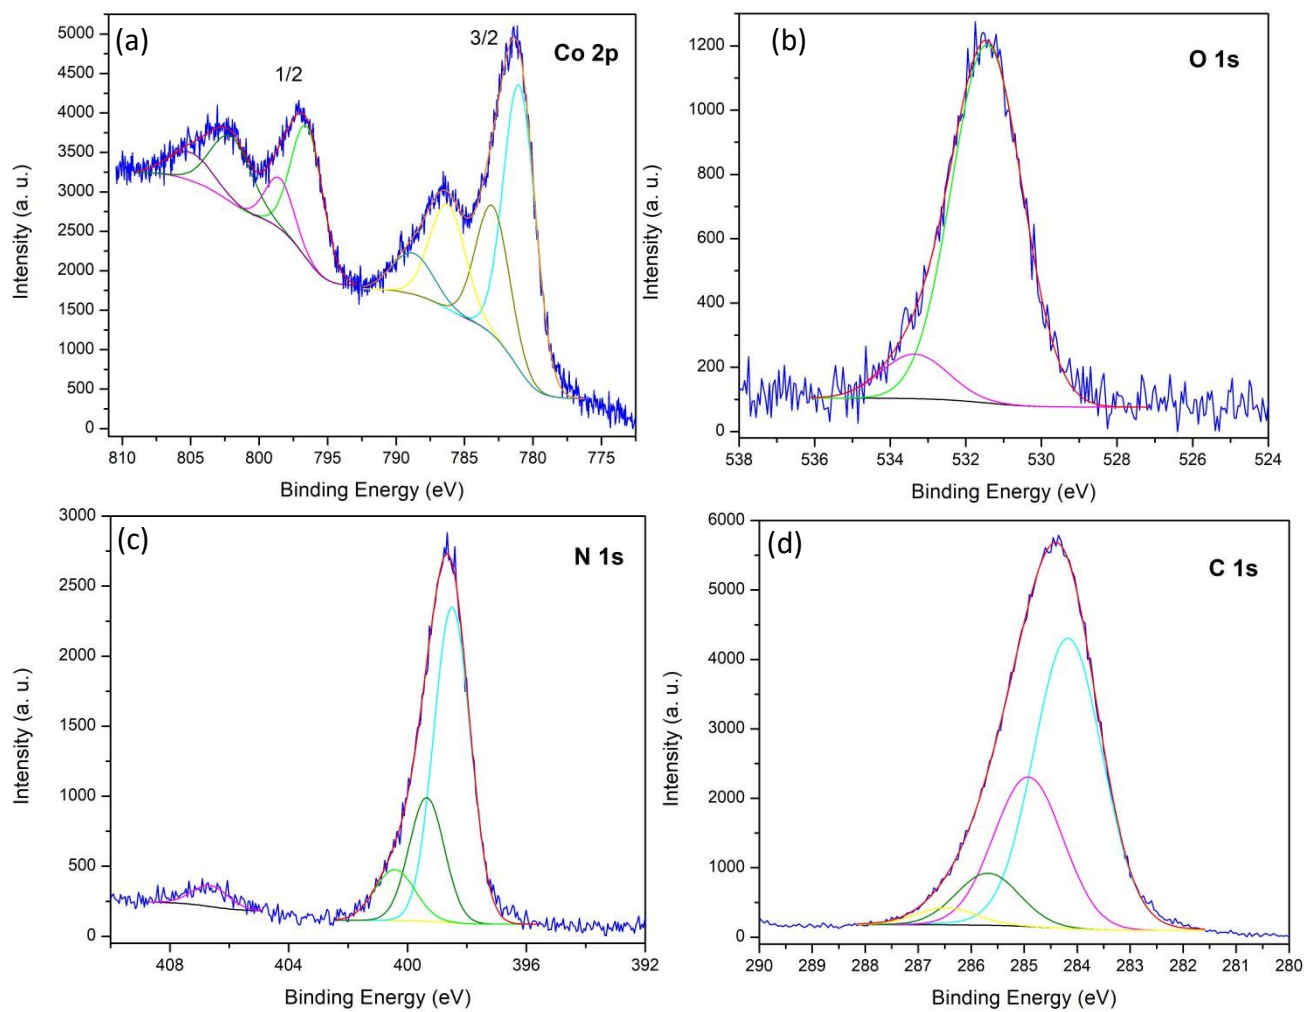 (a)
3/2
Co 2p
1/2
5000
4500
4000
3500
3000
2500
2000
1500
1000
500
0
Intensity (a. u.)
810 805 800 795 790 785 780 775
Binding Energy (eV)
(b)
O 1s
1200
1000
800
600
400
200
0
Intensity (a. u.)
538 536 534 532 530 528 526 524
Binding Energy (eV)
(c)
N 1s
3000
2500
2000
1500
1000
500
0
Intensity (a. u.)
408 404 400 396 392
Binding Energy (eV)
(d)
C 1s
6000
5000
4000
3000
2000
1000
0
Intensity (a. u.)
290 289 288 287 286 285 284 283 282 281 280
Binding Energy (eV)